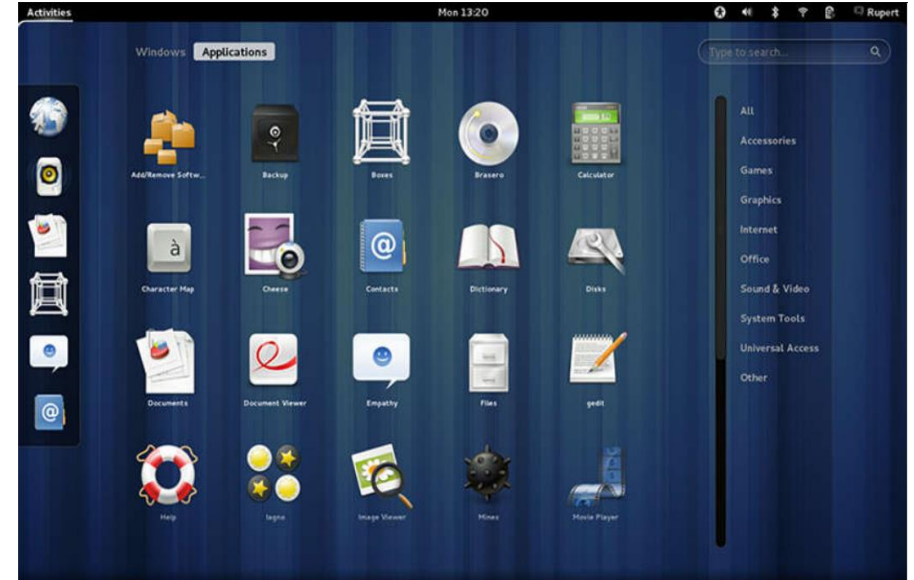 Activities
Mon 13:20
Rupert
Windows Applications
Type to search...
Add/Remove Softw...
Backup
Boxes
Brasero
Calculator
Character Map
Cheese
Contacts
Dictionary
Disks
Documents
Document Viewer
Empathy
Files
gedit
Help
Iagno
Image Viewer
Mines
Movie Player
All
Accessories
Games
Graphics
Internet
Office
Sound & Video
System Tools
Universal Access
Other
à
@
@